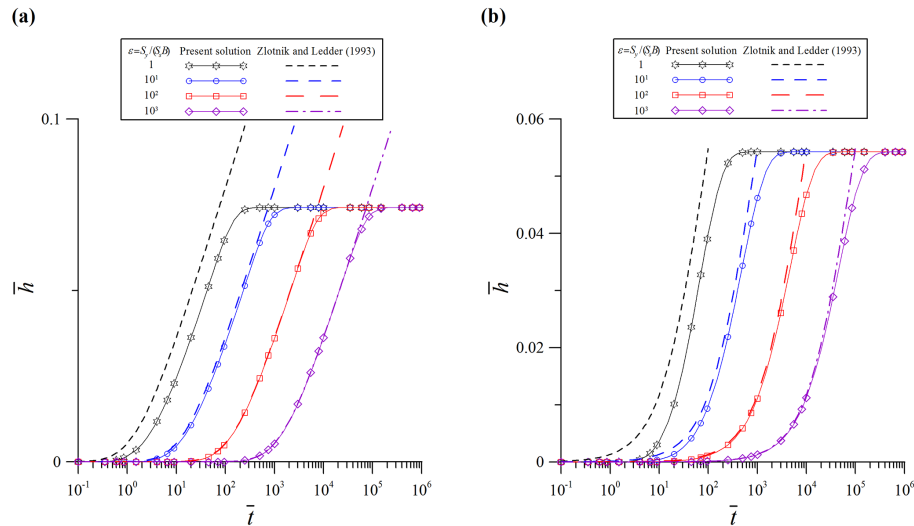 (a)
ε=Sy/(SsB) Present solution Zlotnik and Ledder (1993)
1
10¹
10²
10³
0.1
h̅
0
10⁻¹ 10⁰ 10¹ 10² 10³ 10⁴ 10⁵ 10⁶
t̅
(b)
ε=Sy/(SsB) Present solution Zlotnik and Ledder (1993)
1
10¹
10²
10³
0.06
0.04
h̅
0.02
0
10⁻¹ 10⁰ 10¹ 10² 10³ 10⁴ 10⁵ 10⁶
t̅